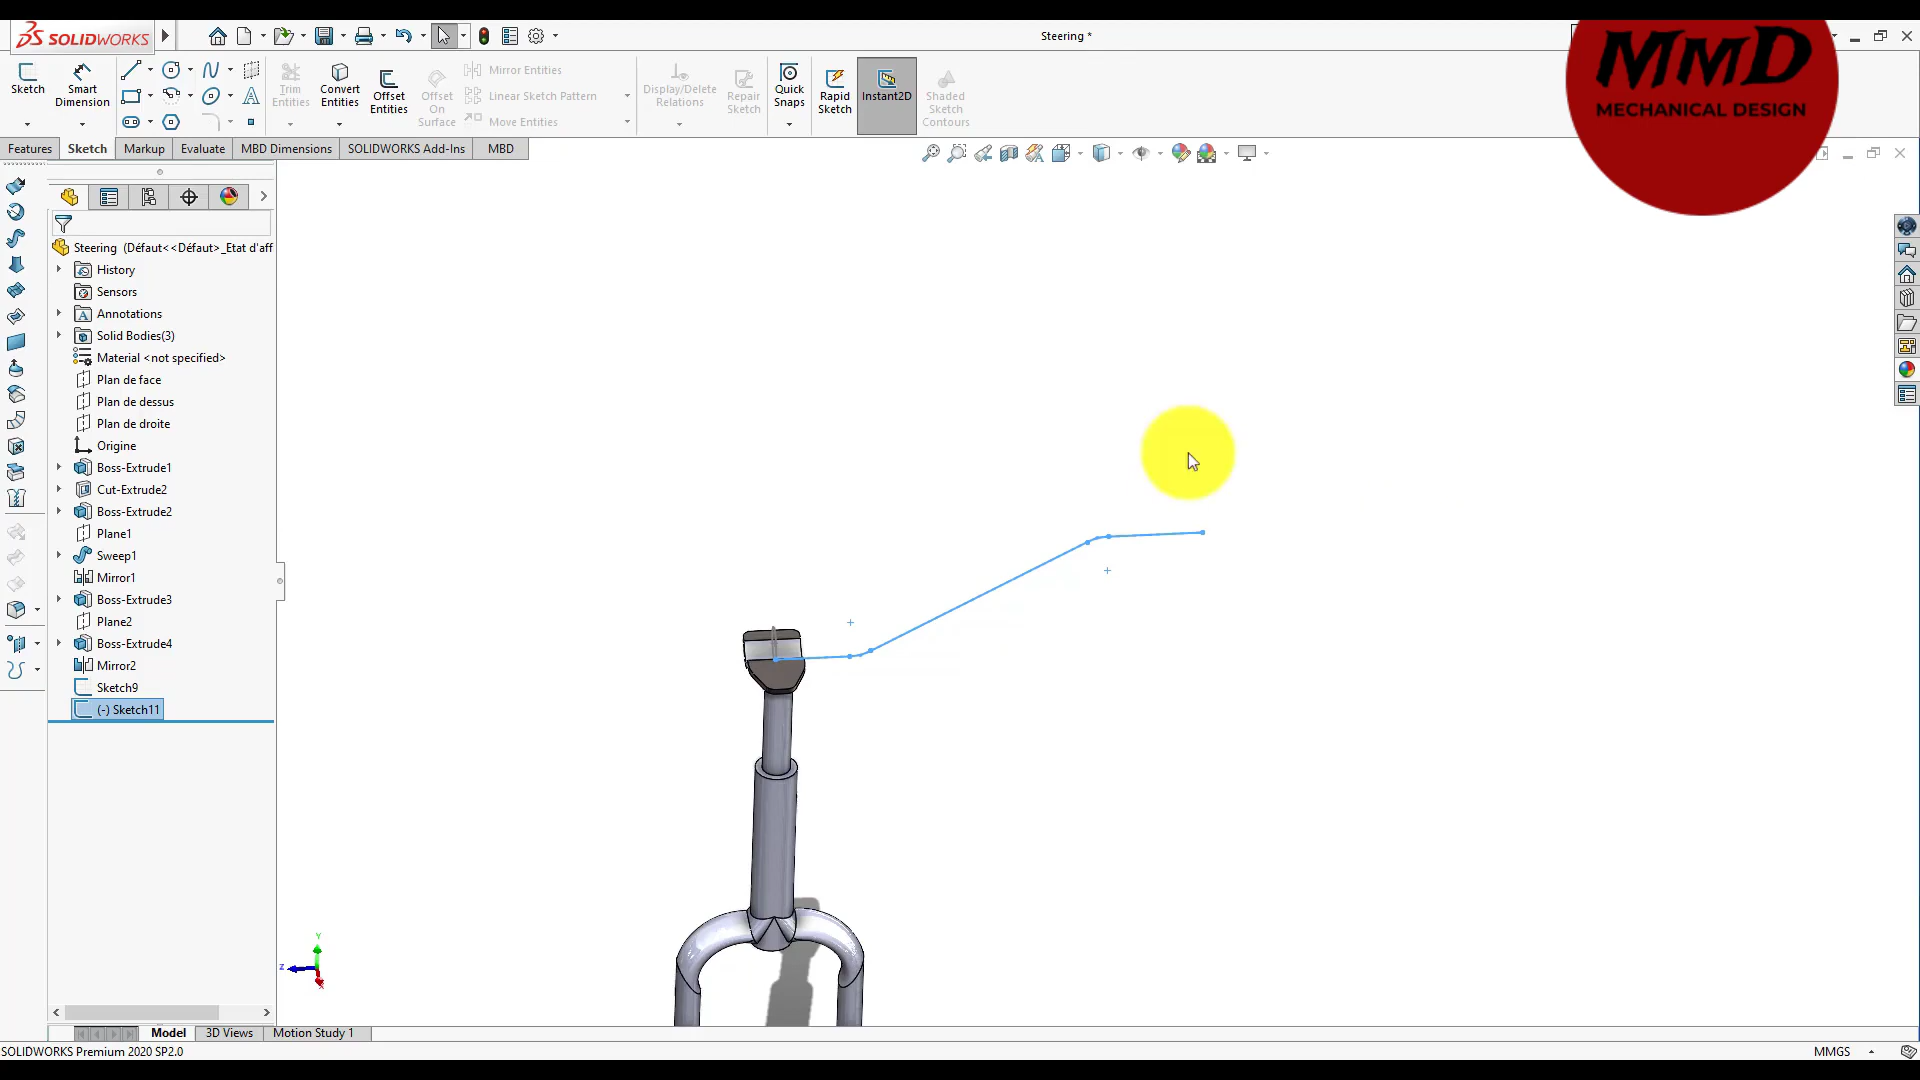 SOLIDWORKS
Steering *
MMD
MECHANICAL DESIGN
Sketch
Smart
Dimension
Trim
Entities
Convert
Entities
Offset
Entities
Offset
On
Surface
Mirror Entities
Linear Sketch Pattern
Move Entities
Display/Delete
Relations
Repair
Sketch
Quick
Snaps
Rapid
Sketch
Instant2D
Shaded
Sketch
Contours
Features
Sketch
Markup
Evaluate
MBD Dimensions
SOLIDWORKS Add-Ins
MBD
Steering (Défaut<<Défaut>_Etat d'aff
History
Sensors
Annotations
Solid Bodies(3)
Material <not specified>
Plan de face
Plan de dessus
Plan de droite
Origine
Boss-Extrude1
Cut-Extrude2
Boss-Extrude2
Plane1
Sweep1
Mirror1
Boss-Extrude3
Plane2
Boss-Extrude4
Mirror2
Sketch9
(-) Sketch11
Y
Z
X
Model
3D Views
Motion Study 1
SOLIDWORKS Premium 2020 SP2.0
MMGS